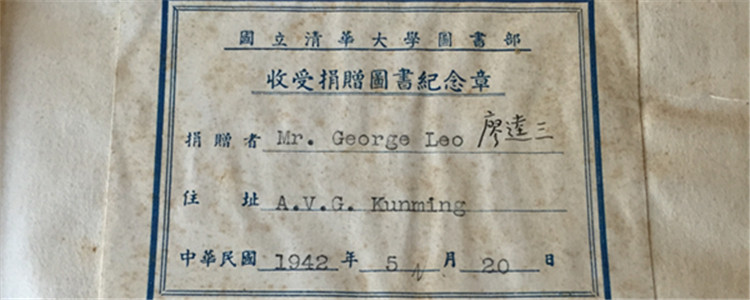 國立清華大學圖書部
收受捐贈圖書紀念章
捐贈者 Mr. George Leo 廖逵三
住址 A.V.G. Kunming
中華民國 1942 年 5 月 20 日